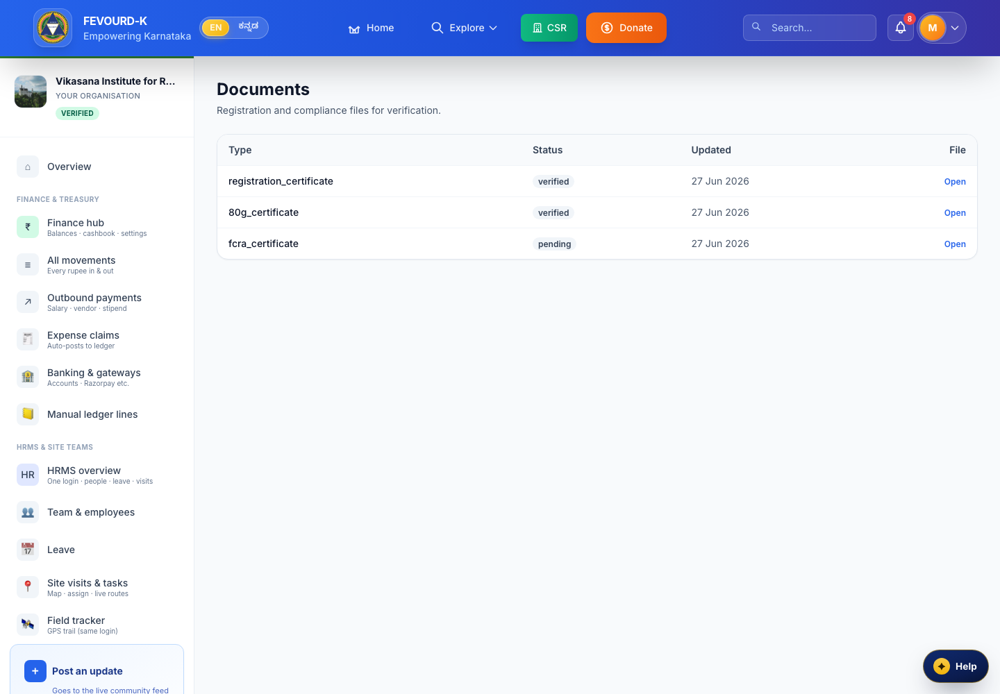 FEVOURD-K
Empowering Karnataka
EN
ಕನ್ನಡ
Home
Explore
CSR
Donate
Search...
8
M
Vikasana Institute for R...
YOUR ORGANISATION
VERIFIED
Overview
FINANCE & TREASURY
₹
Finance hub
Balances · cashbook · settings
All movements
Every rupee in & out
Outbound payments
Salary · vendor · stipend
Expense claims
Auto-posts to ledger
Banking & gateways
Accounts · Razorpay etc.
Manual ledger lines
HRMS & SITE TEAMS
HR
HRMS overview
One login · people · leave · visits
Team & employees
17
Leave
Site visits & tasks
Map · assign · live routes
Field tracker
GPS trail (same login)
+
Post an update
Goes to the live community feed
Documents
Registration and compliance files for verification.
Type Status Updated File
registration_certificate verified 27 Jun 2026 Open
80g_certificate verified 27 Jun 2026 Open
fcra_certificate pending 27 Jun 2026 Open
Help